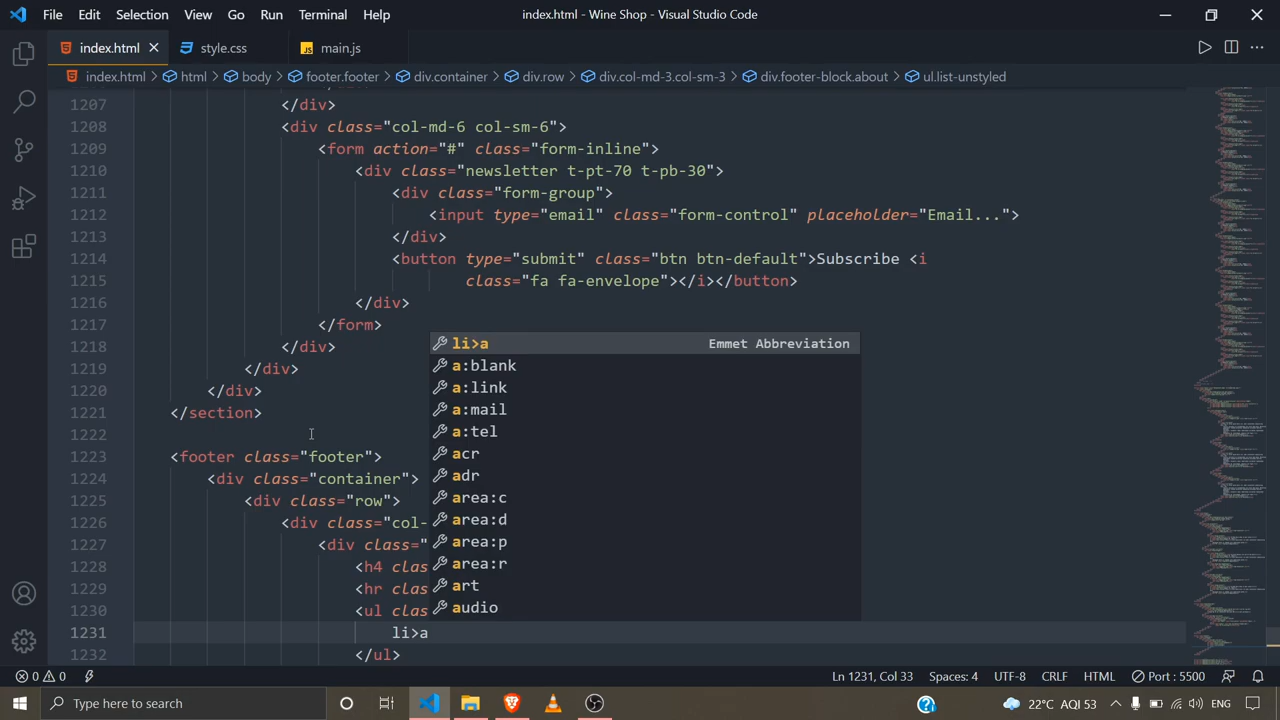 File Edit Selection View Go Run Terminal Help index.html - Wine Shop - Visual Studio Code
index.html style.css main.js
index.html > html > body > footer.footer > div.container > div.row > div.col-md-3.col-sm-3 > div.footer-block.about > ul.list-unstyled
1207 </div>
1208 <div class="col-md-6 col-sm-6">
1209 <form action="#" class="form-inline">
1210 <div class="newsletter t-pt-70 t-pb-30">
1211 <div class="form-group">
1212 <input type="email" class="form-control" placeholder="Email...">
1213 </div>
1214 <button type="sumit" class="btn btn-default">Subscribe <i
1215 class="fa fa-envelope"></i></button>
1216 </div>
1217 </form>
1218 </div>
1219 </div>
1220 </div>
1221 </section>
1222
1223 <footer class="footer">
1224 <div class="container">
1225 <div class="row">
1226 <div class="col-
1227 <div class="
1228 <h4 clas
1229 <hr clas
1230 <ul clas
1231 li>a
1232 </ul>
li>a Emmet Abbreviation
a:blank
a:link
a:mail
a:tel
acr
adr
area:c
area:d
area:p
area:r
art
audio
0 0 Ln 1231, Col 33 Spaces: 4 UTF-8 CRLF HTML Port : 5500
Type here to search 22°C AQI 53 ENG